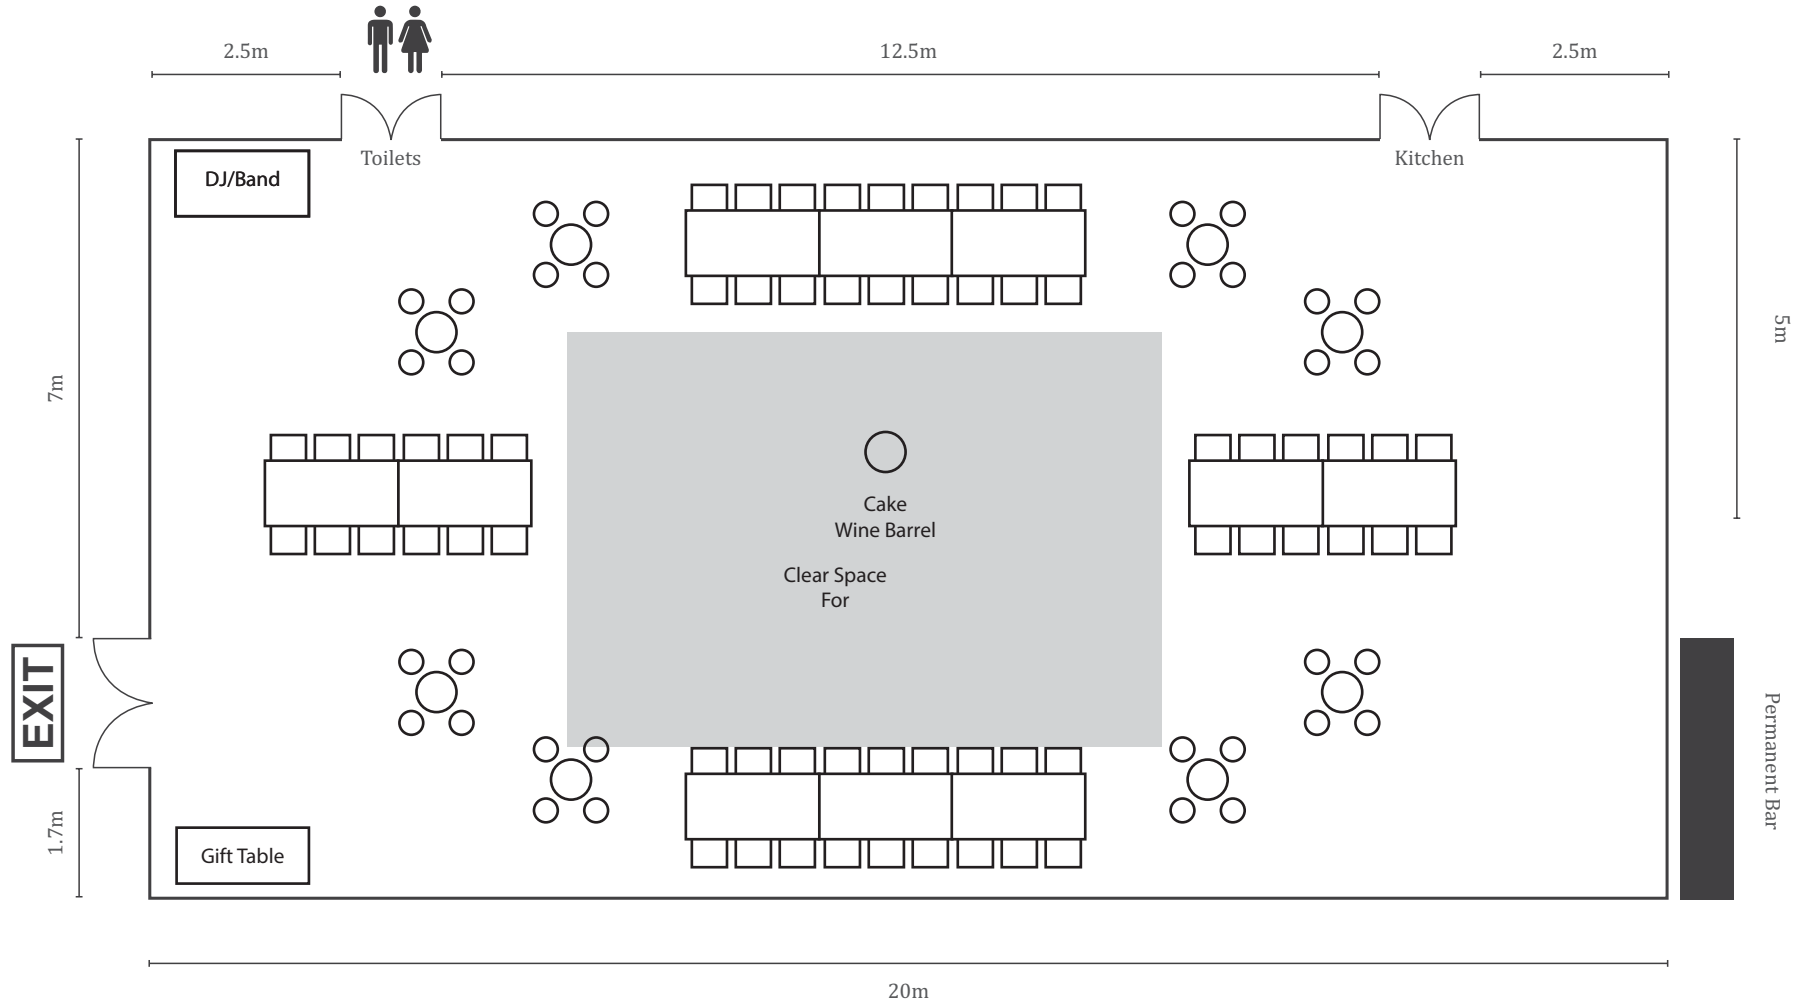 2.5m
12.5m
2.5m
Toilets
Kitchen
DJ/Band
5m
7m
Cake
Wine Barrel
Clear Space
For
EXIT
Permanent Bar
1.7m
Gift Table
20m